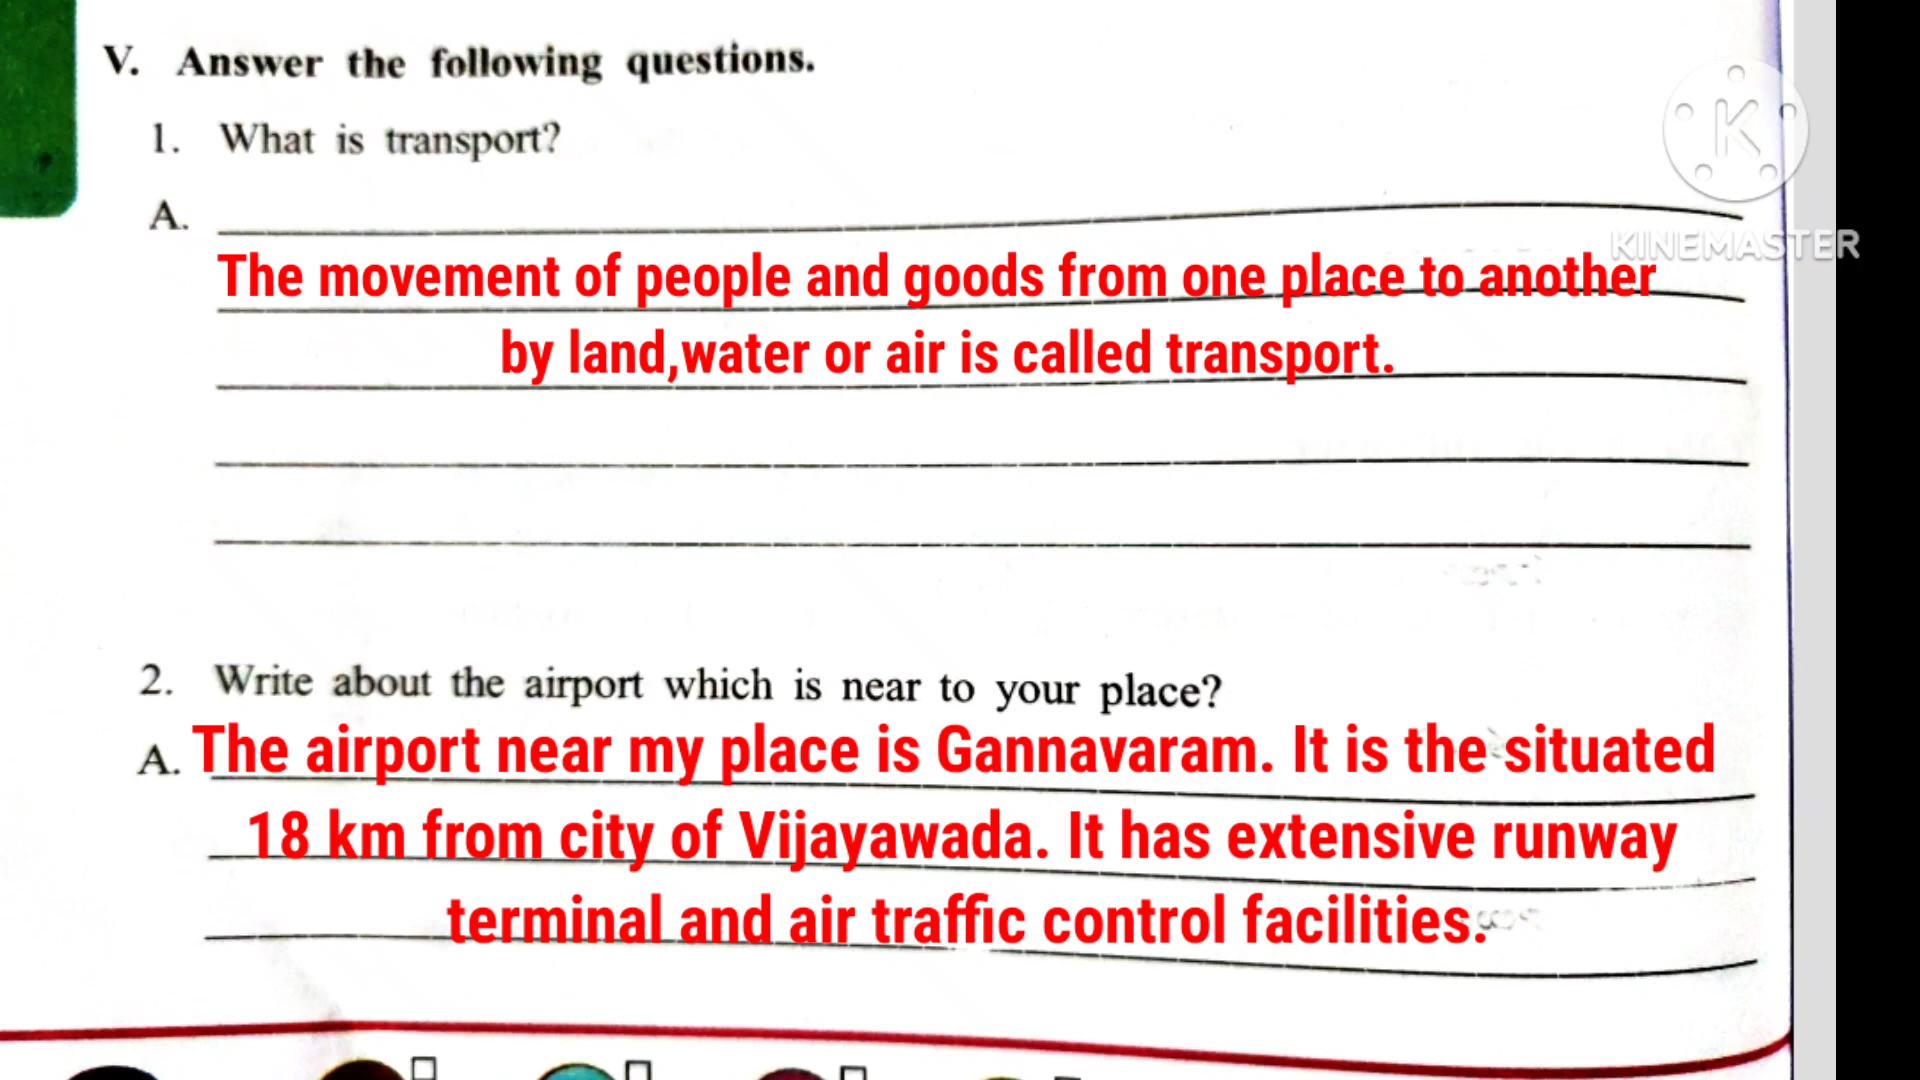 V. Answer the following questions.
1. What is transport?
A.
The movement of people and goods from one place to another
by land,water or air is called transport.
2. Write about the airport which is near to your place?
A. The airport near my place is Gannavaram. It is the situated
18 km from city of Vijayawada. It has extensive runway
terminal and air traffic control facilities.
K
KINEMASTER